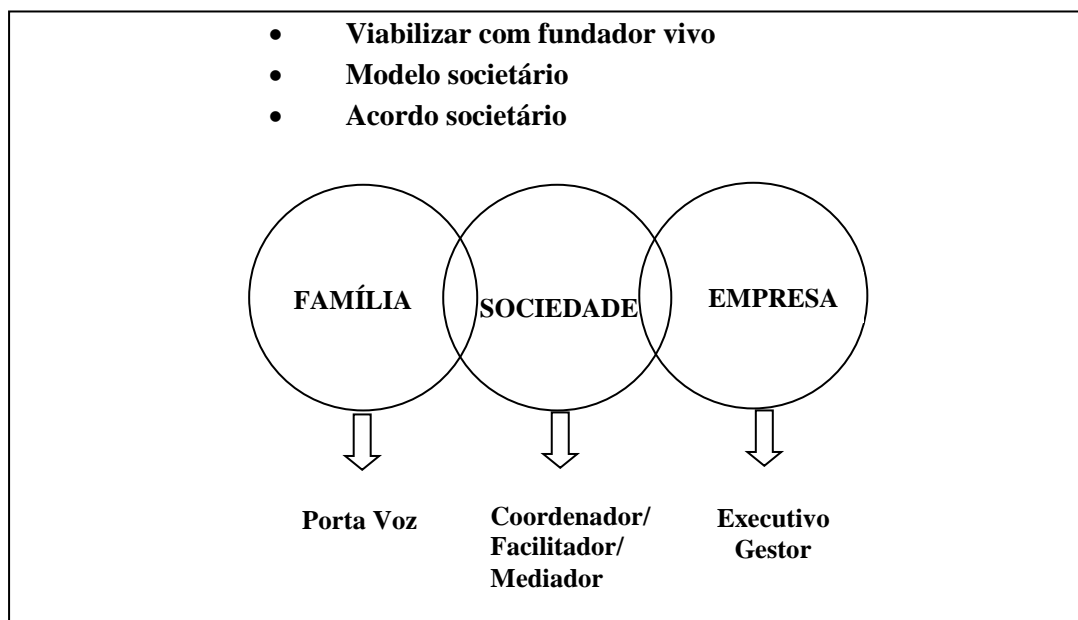 • Viabilizar com fundador vivo
• Modelo societário
• Acordo societário
FAMÍLIA
SOCIEDADE
EMPRESA
Porta Voz
Coordenador/
Facilitador/
Mediador
Executivo
Gestor